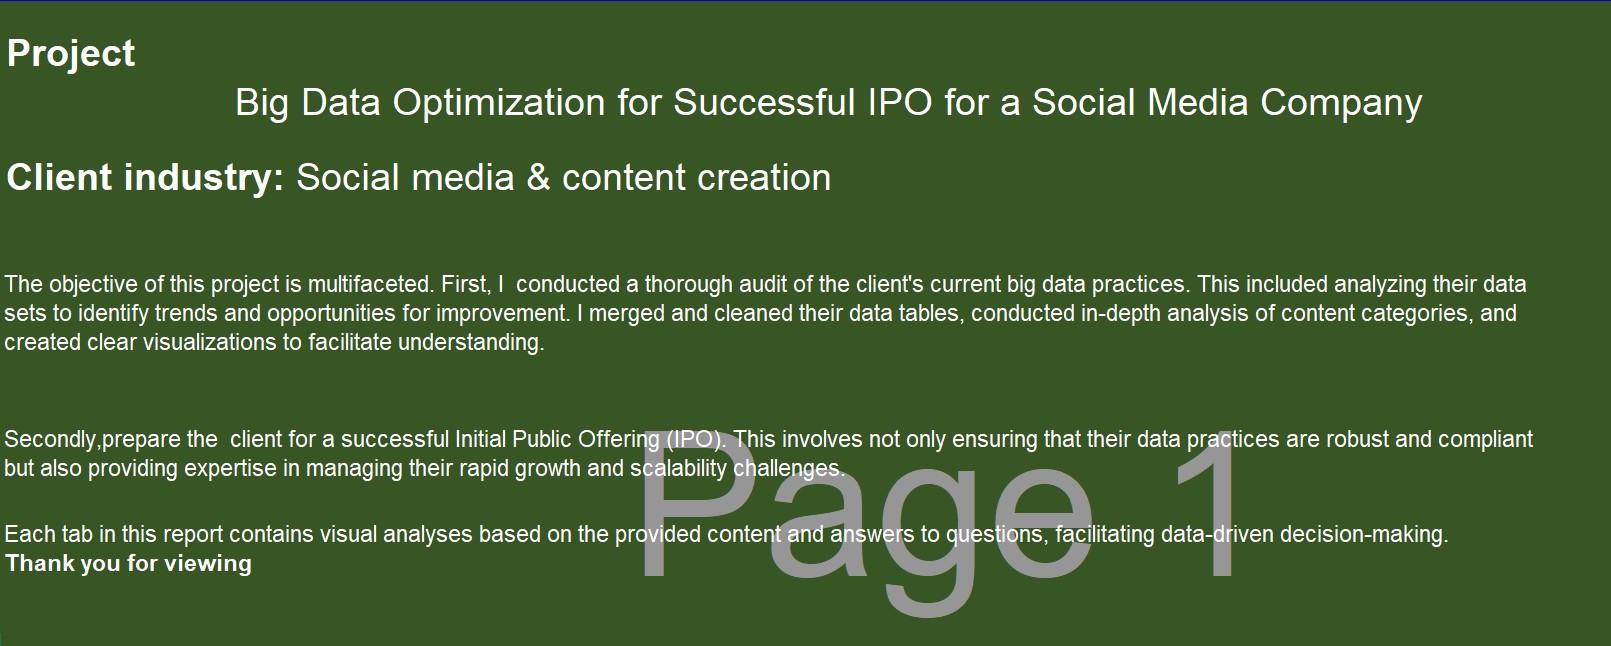 Project
Big Data Optimization for Successful IPO for a Social Media Company
Client industry: Social media & content creation
The objective of this project is multifaceted. First, I  conducted a thorough audit of the client's current big data practices. This included analyzing their data
sets to identify trends and opportunities for improvement. I merged and cleaned their data tables, conducted in-depth analysis of content categories, and
created clear visualizations to facilitate understanding.
Secondly,prepare the  client for a successful Initial Public Offering (IPO). This involves not only ensuring that their data practices are robust and compliant
but also providing expertise in managing their rapid growth and scalability challenges.
Page 1
Each tab in this report contains visual analyses based on the provided content and answers to questions, facilitating data-driven decision-making.
Thank you for viewing